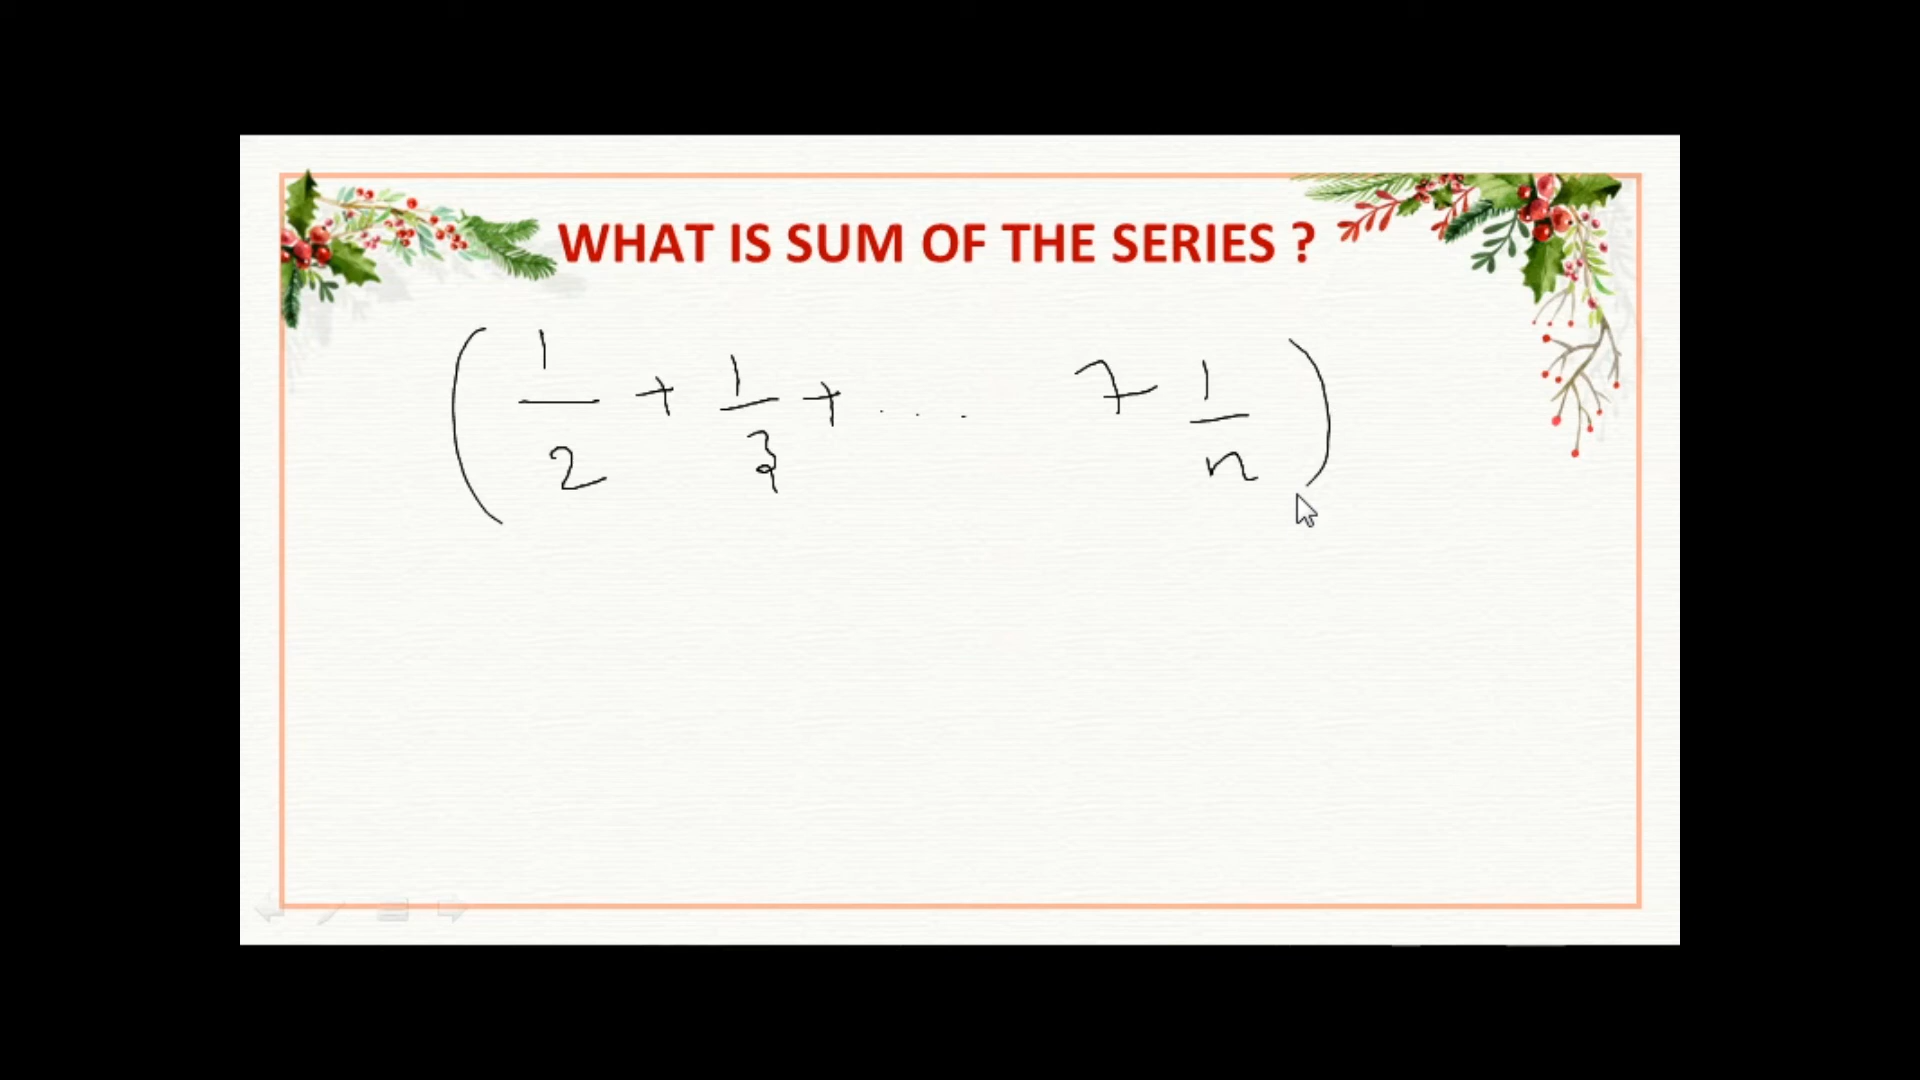 WHAT IS SUM OF THE SERIES ?
( 1/2 + 1/3 + . . . + 1/n )